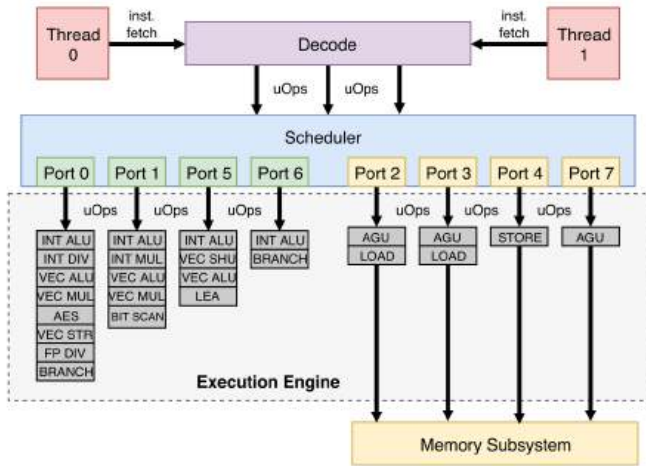 Thread
0
inst.
fetch
Decode
inst.
fetch
Thread
1
uOps
uOps
Scheduler
Port 0
Port 1
Port 5
Port 6
Port 2
Port 3
Port 4
Port 7
uOps
uOps
uOps
uOps
uOps
uOps
INT ALU
INT DIV
VEC ALU
VEC MUL
AES
VEC STR
FP DIV
BRANCH
INT ALU
INT MUL
VEC ALU
VEC MUL
BIT SCAN
INT ALU
VEC SHU
VEC ALU
LEA
INT ALU
BRANCH
AGU
LOAD
AGU
LOAD
STORE
AGU
Execution Engine
Memory Subsystem